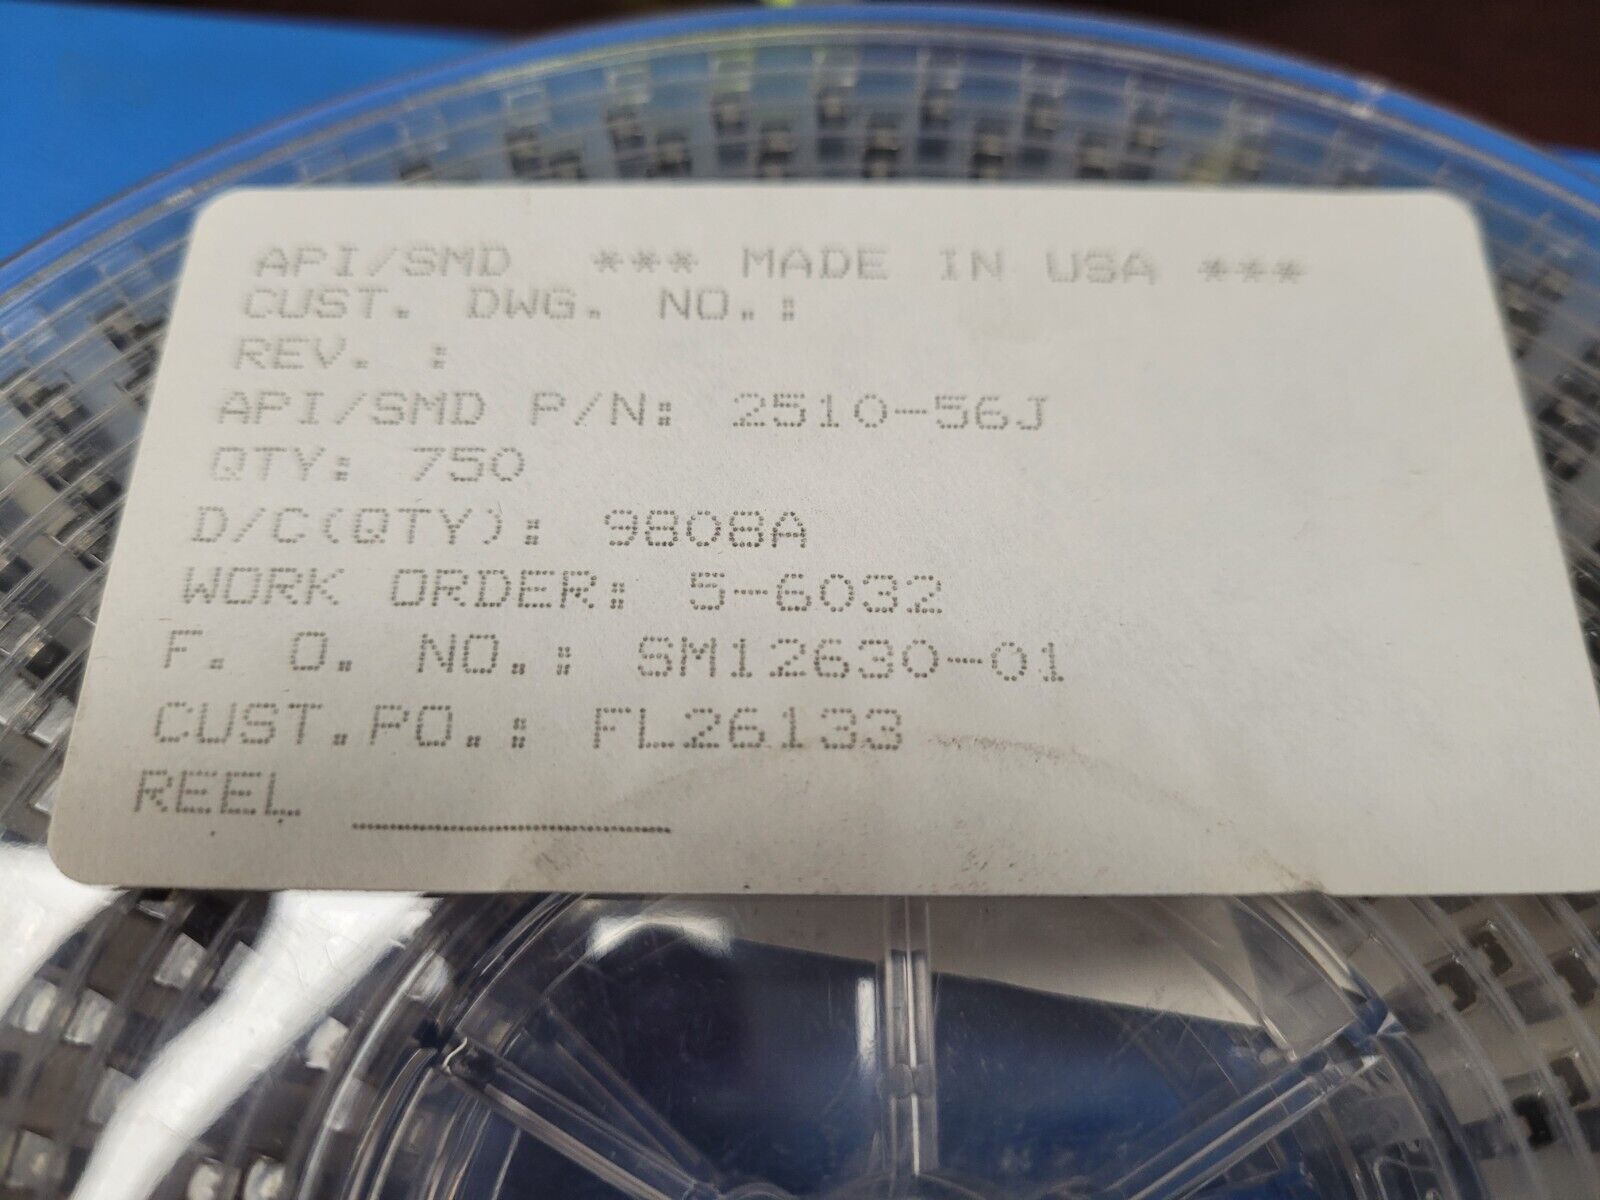 API/SMD *** MADE IN USA ***
CUST. DWG. NO.:
REV. :
API/SMD P/N: 2510-56J
QTY: 750
D/C(QTY): 9808A
WORK ORDER: 5-6032
F. O. NO.: SM12630-01
CUST.PO.: FL26133
REEL __________